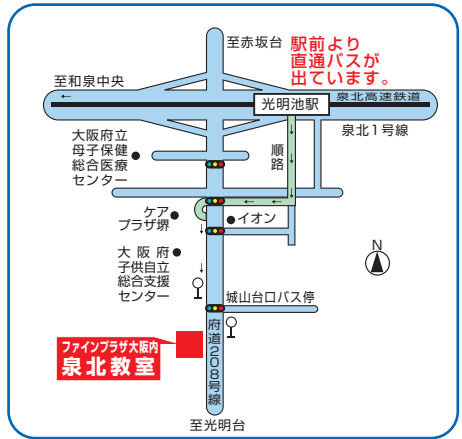 至赤坂台
駅前より
直通バスが
出ています。
至和泉中央
←
光明池駅
泉北高速鉄道
泉北1号線
大阪府立
母子保健
総合医療
センター
順路
ケア
プラザ堺
イオン
大阪府
子供自立
総合支援
センター
N
城山台口バス停
ファインプラザ大阪内
泉北教室
府道208号線
至光明台